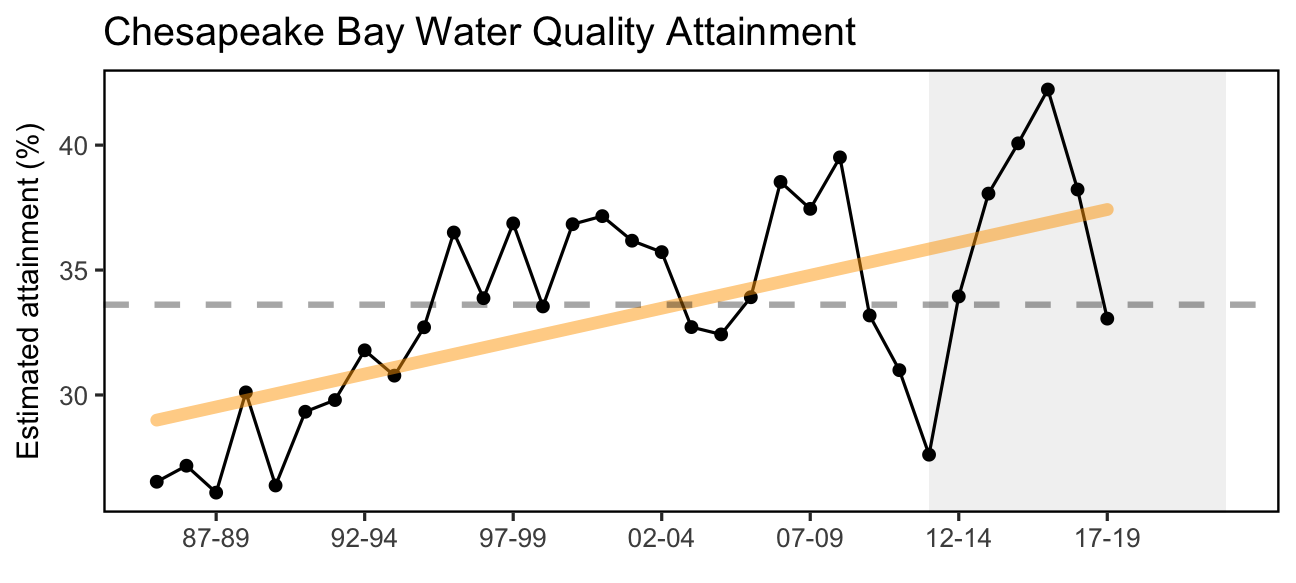 Chesapeake Bay Water Quality Attainment
Estimated attainment (%)
40
35
30
87-89 92-94 97-99 02-04 07-09 12-14 17-19